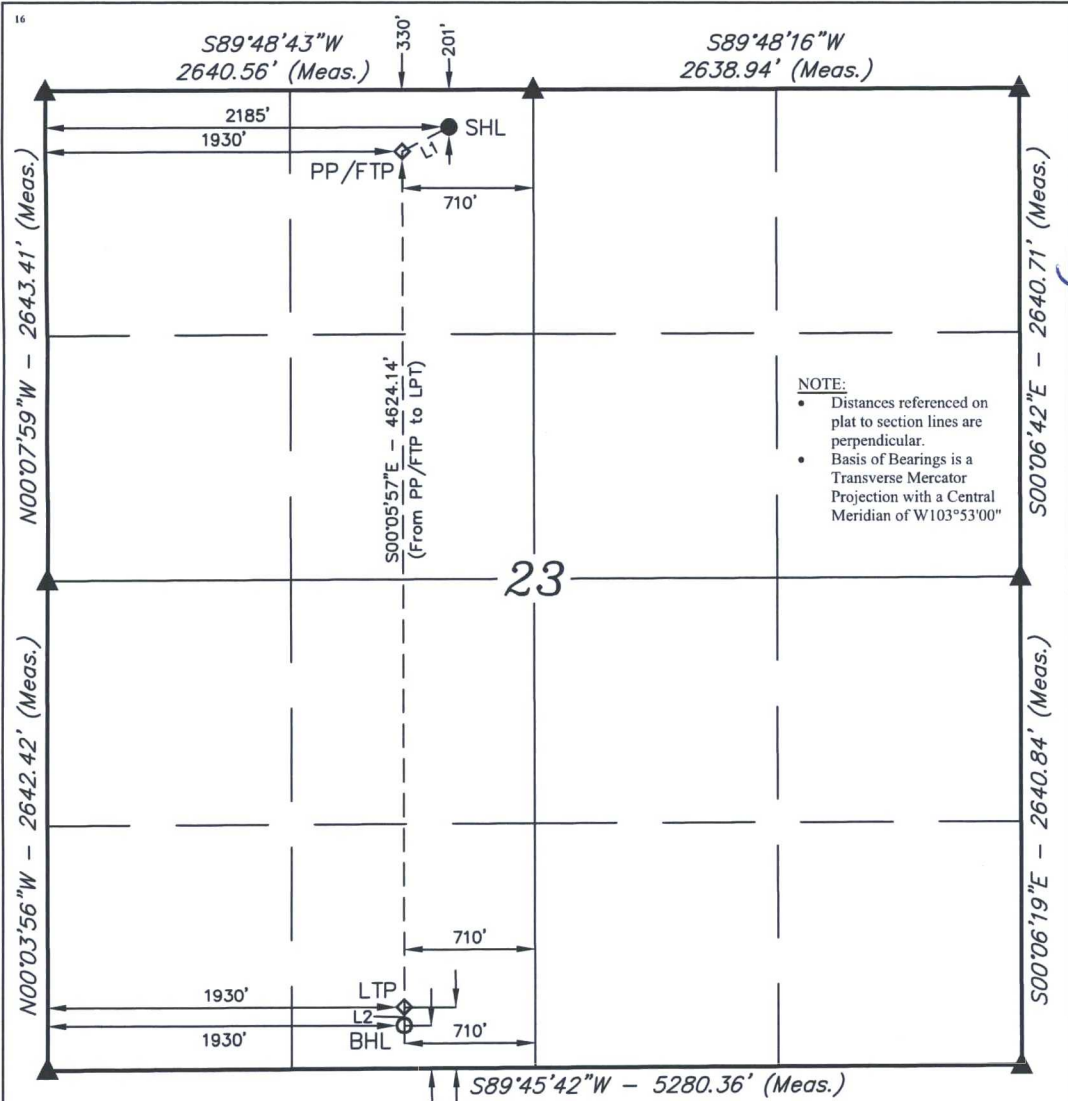 16
S89°48'43"W
2640.56' (Meas.)
330'
201'
S89°48'16"W
2638.94' (Meas.)
2185'
SHL
1930'
L1
PP/FTP
710'
N00°07'59"W - 2643.41' (Meas.)
S00°06'42"E - 2640.71' (Meas.)
S00°05'57"E - 4624.14'
(From PP/FTP to LPT)
NOTE:
• Distances referenced on
plat to section lines are
perpendicular.
• Basis of Bearings is a
Transverse Mercator
Projection with a Central
Meridian of W103°53'00"
23
N00°03'56"W - 2642.42' (Meas.)
S00°06'19"E - 2640.84' (Meas.)
710'
1930'
LTP
L2
1930'
BHL
710'
S89°45'42"W - 5280.36' (Meas.)